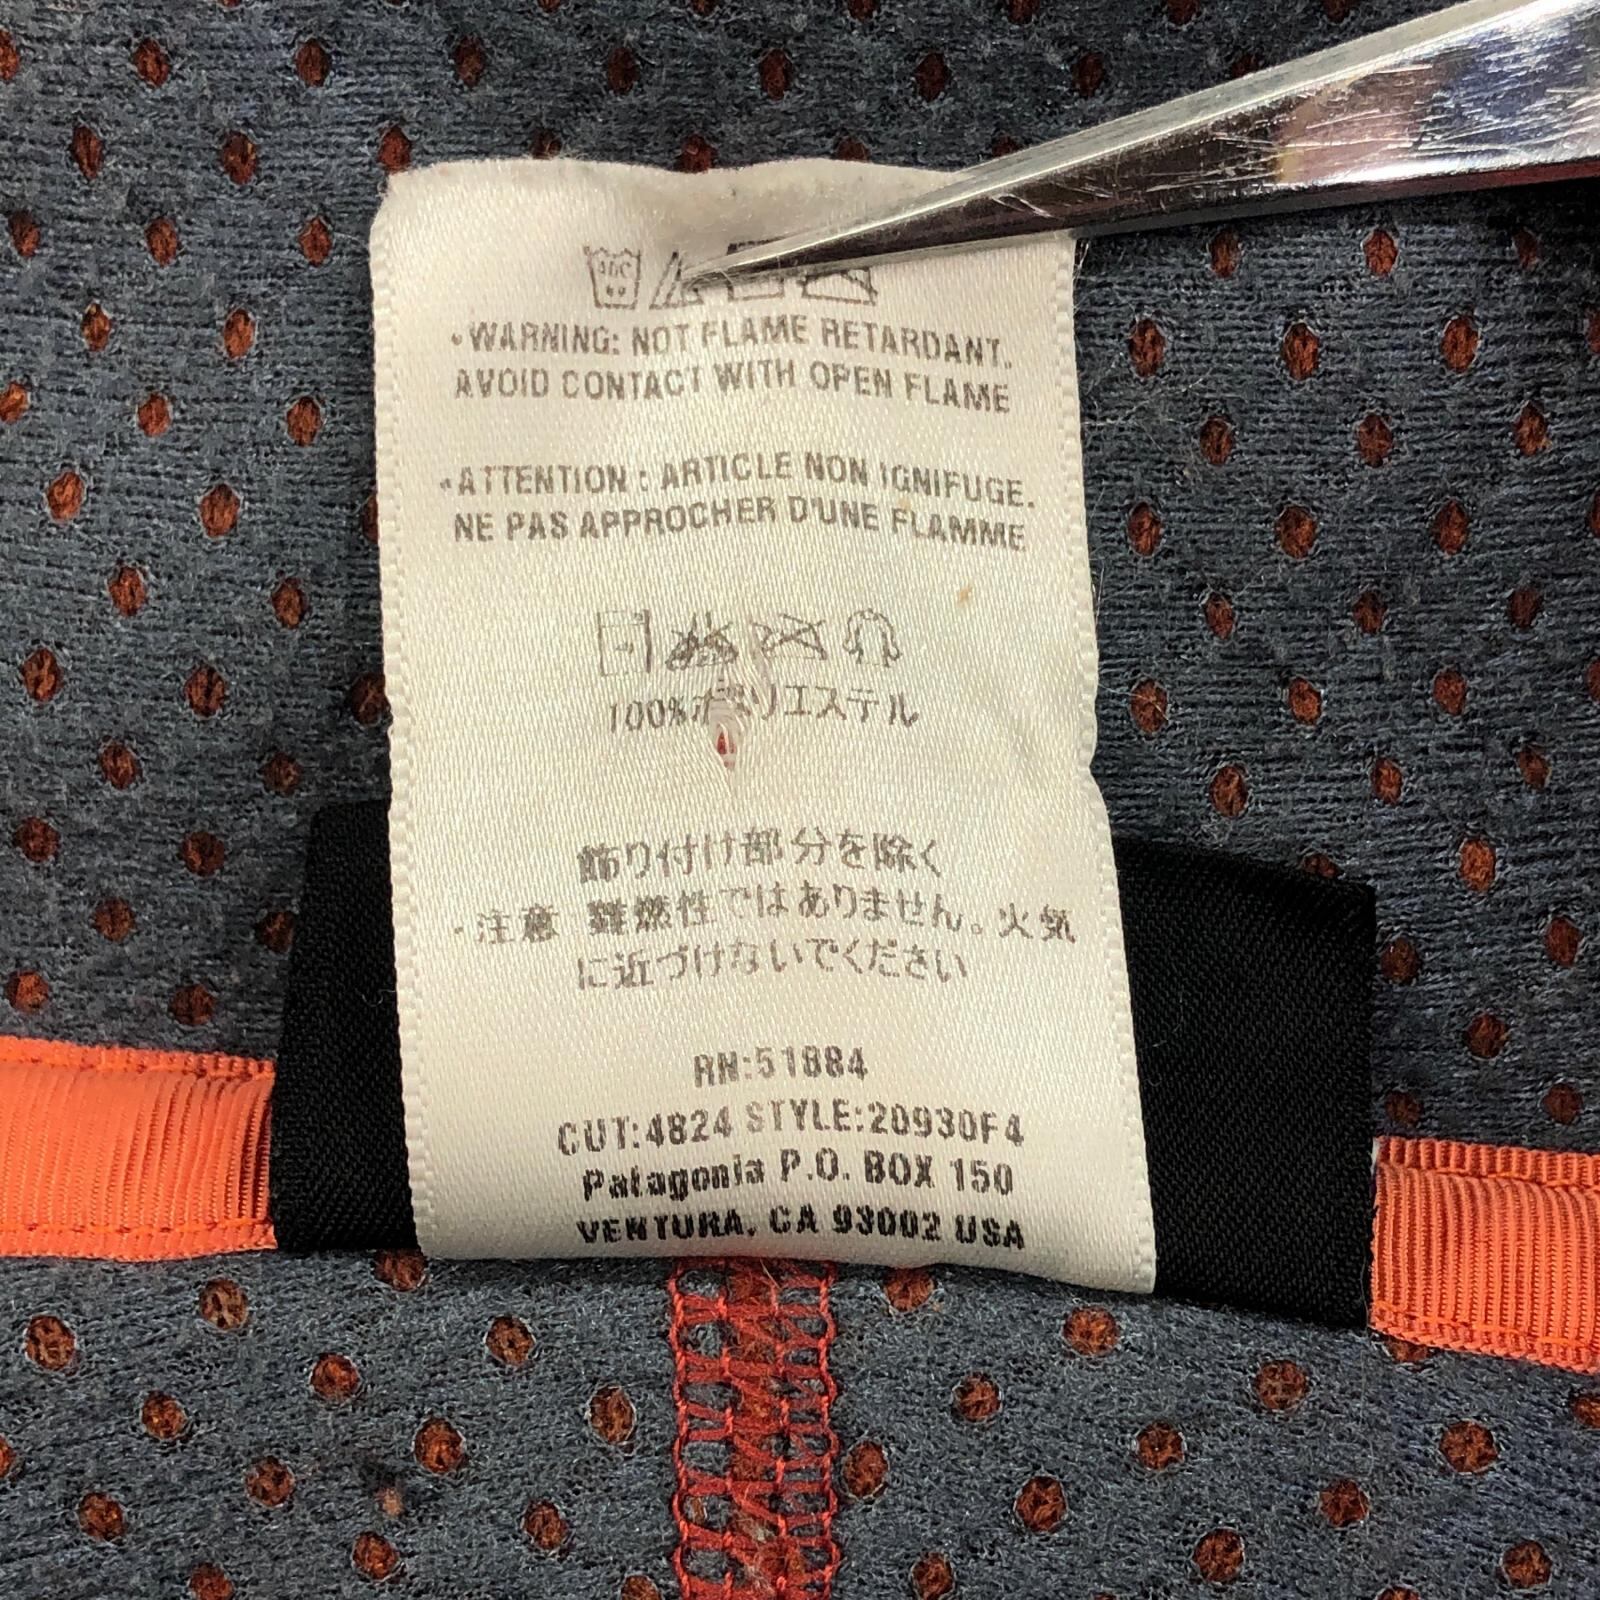 •WARNING: NOT FLAME RETARDANT.
AVOID CONTACT WITH OPEN FLAME
•ATTENTION : ARTICLE NON IGNIFUGE.
NE PAS APPROCHER D'UNE FLAMME
100%ポリエステル
飾り付け部分を除く
・注意 難燃性ではありません。火気
に近づけないでください
RN:51884
CUT:4824 STYLE:20930F4
Patagonia P.O. BOX 150
VENTURA, CA 93002 USA